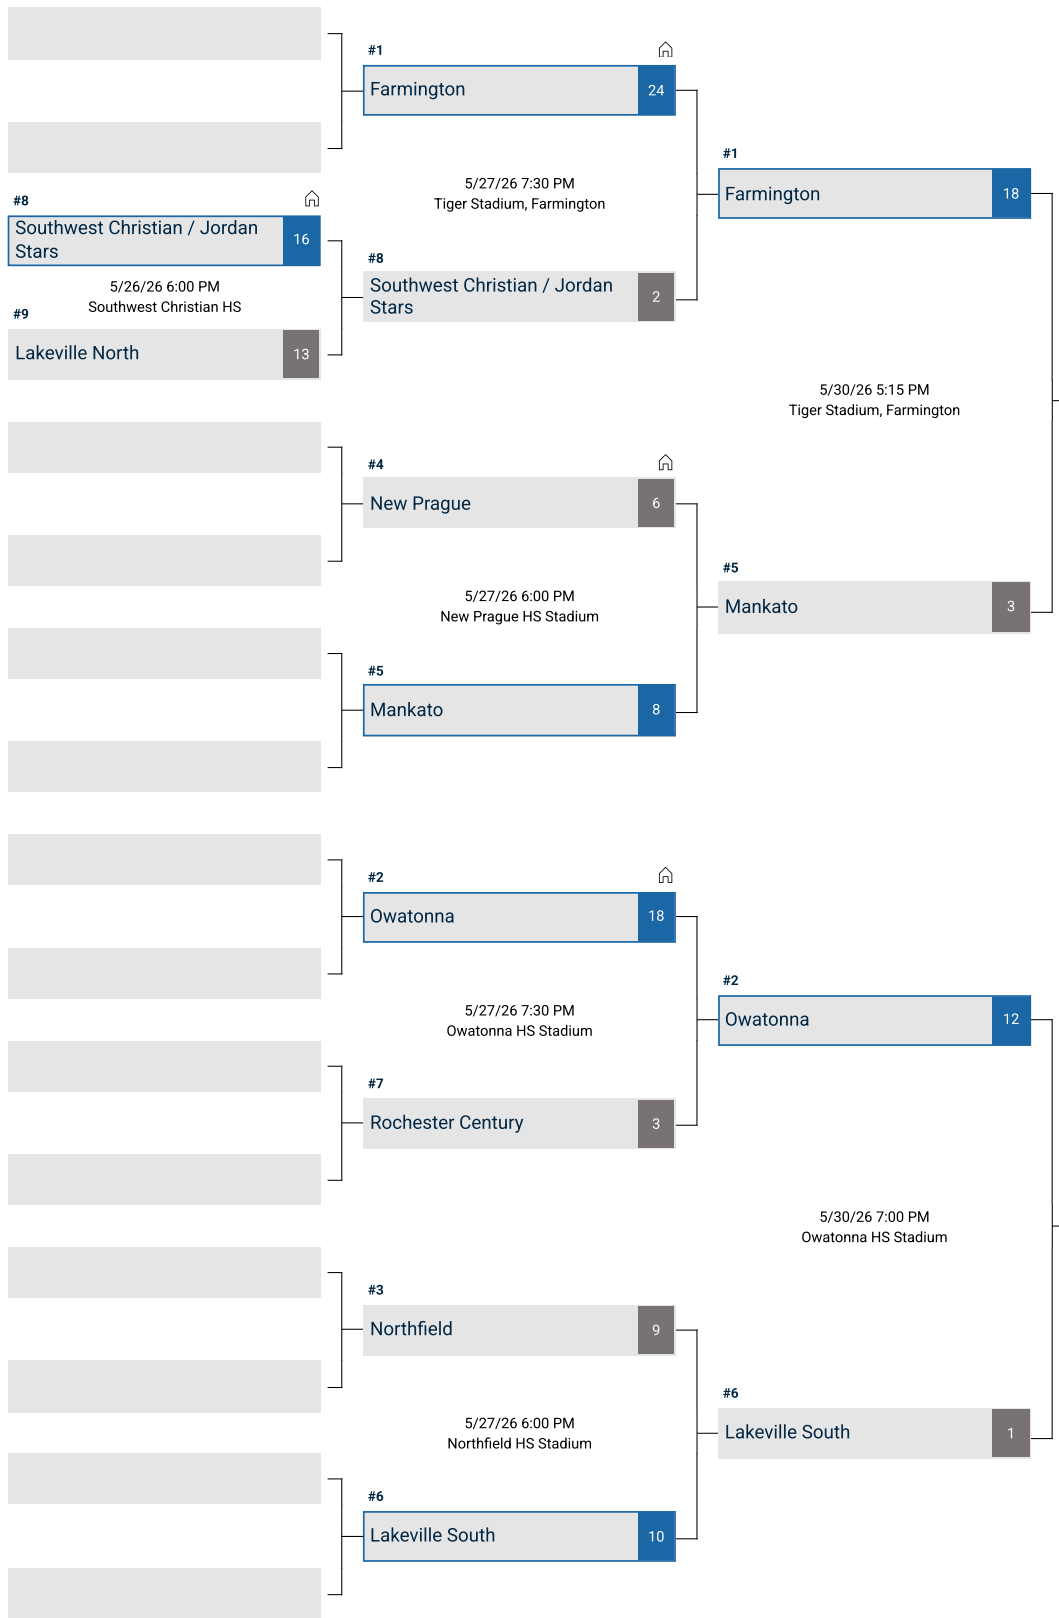 #1
Farmington
24
5/27/26 7:30 PM
Tiger Stadium, Farmington
#1
Farmington
18
#8
Southwest Christian / Jordan
Stars
16
5/26/26 6:00 PM
Southwest Christian HS
#9
Lakeville North
13
#8
Southwest Christian / Jordan
Stars
2
5/30/26 5:15 PM
Tiger Stadium, Farmington
#4
New Prague
6
5/27/26 6:00 PM
New Prague HS Stadium
#5
Mankato
3
#5
Mankato
8
#2
Owatonna
18
5/27/26 7:30 PM
Owatonna HS Stadium
#2
Owatonna
12
#7
Rochester Century
3
5/30/26 7:00 PM
Owatonna HS Stadium
#3
Northfield
9
5/27/26 6:00 PM
Northfield HS Stadium
#6
Lakeville South
1
#6
Lakeville South
10